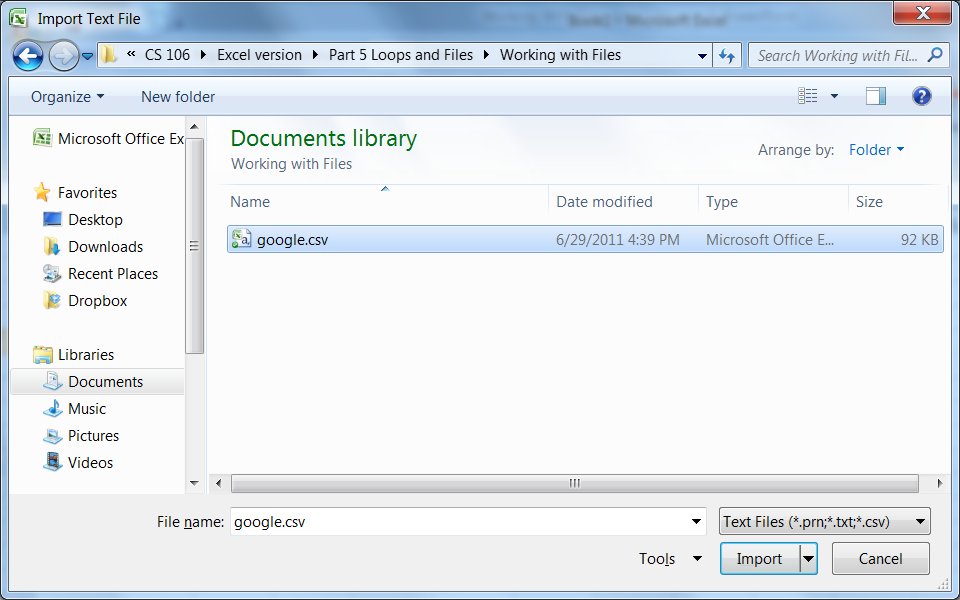 Import Text File
« CS 106 Excel version Part 5 Loops and Files Working with Files
Search Working with Fil...
Organize New folder
Microsoft Office Ex
Favorites
Desktop
Downloads
Recent Places
Dropbox
Libraries
Documents
Music
Pictures
Videos
Documents library
Working with Files
Arrange by: Folder
Name Date modified Type Size
google.csv 6/29/2011 4:39 PM Microsoft Office E... 92 KB
File name: google.csv Text Files (*.prn;*.txt;*.csv)
Tools Import Cancel